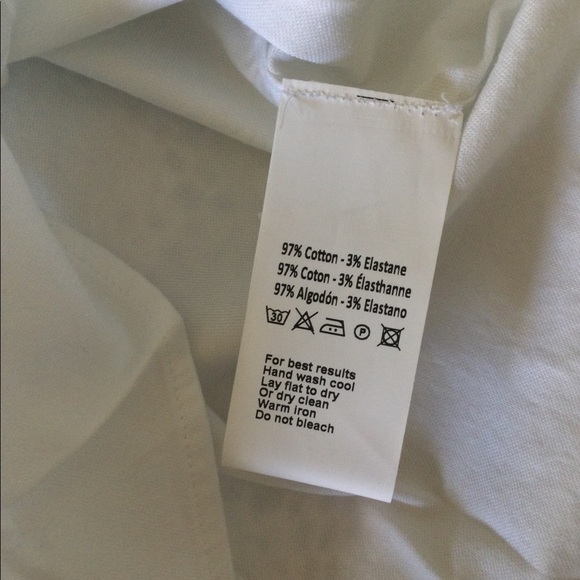 97% Cotton - 3% Elastane
97% Coton - 3% Élasthanne
97% Algodón - 3% Elastano
30 P
For best results
Hand wash cool
Lay flat to dry
Or dry clean
Warm iron
Do not bleach